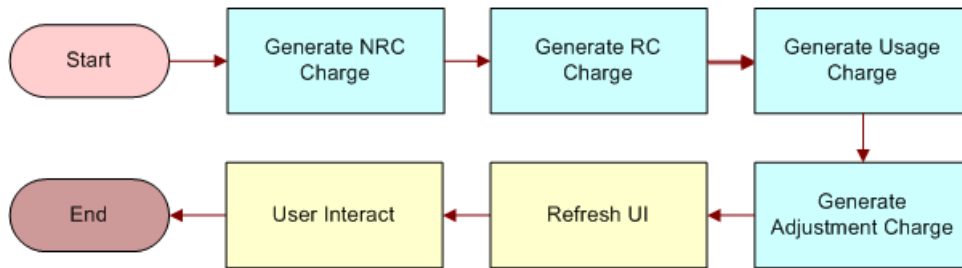 Start
Generate NRC
Charge
Generate RC
Charge
Generate Usage
Charge
Generate
Adjustment Charge
Refresh UI
User Interact
End